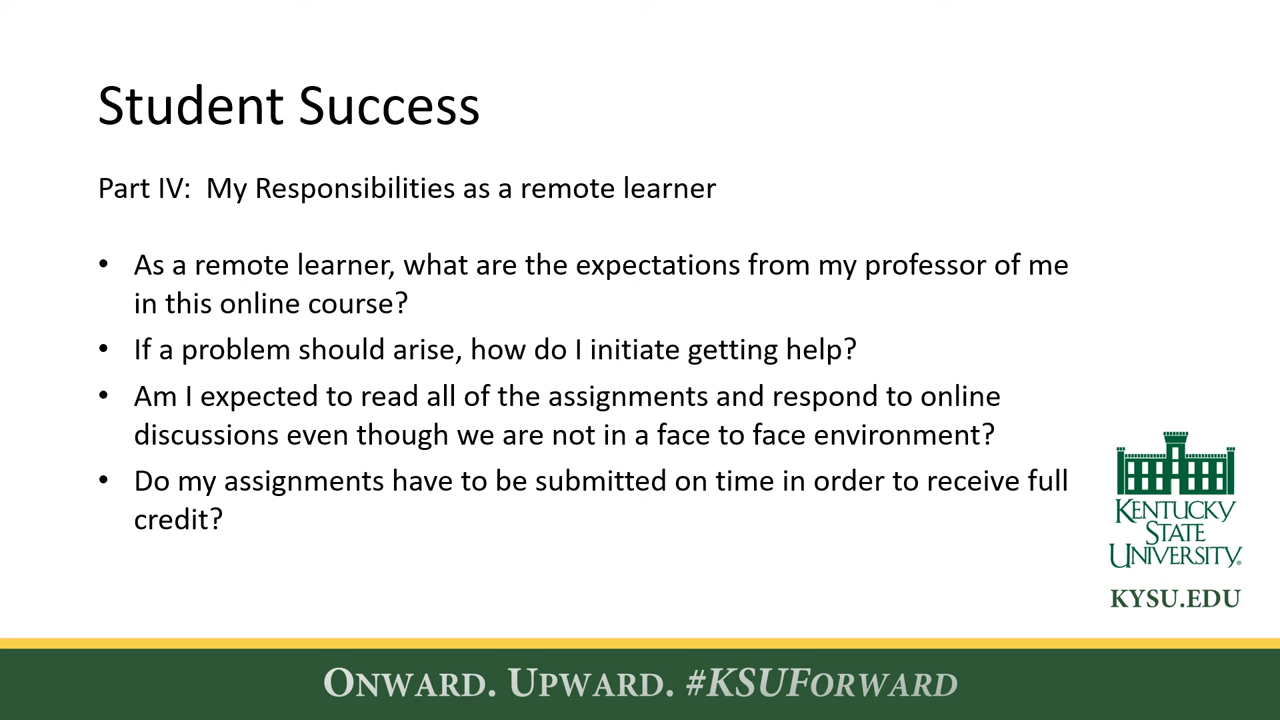 Student Success
Part IV:  My Responsibilities as a remote learner
• As a remote learner, what are the expectations from my professor of me
in this online course?
• If a problem should arise, how do I initiate getting help?
• Am I expected to read all of the assignments and respond to online
discussions even though we are not in a face to face environment?
• Do my assignments have to be submitted on time in order to receive full
credit?
KENTUCKY
STATE
UNIVERSITY®
KYSU.EDU
ONWARD. UPWARD. #KSUFORWARD